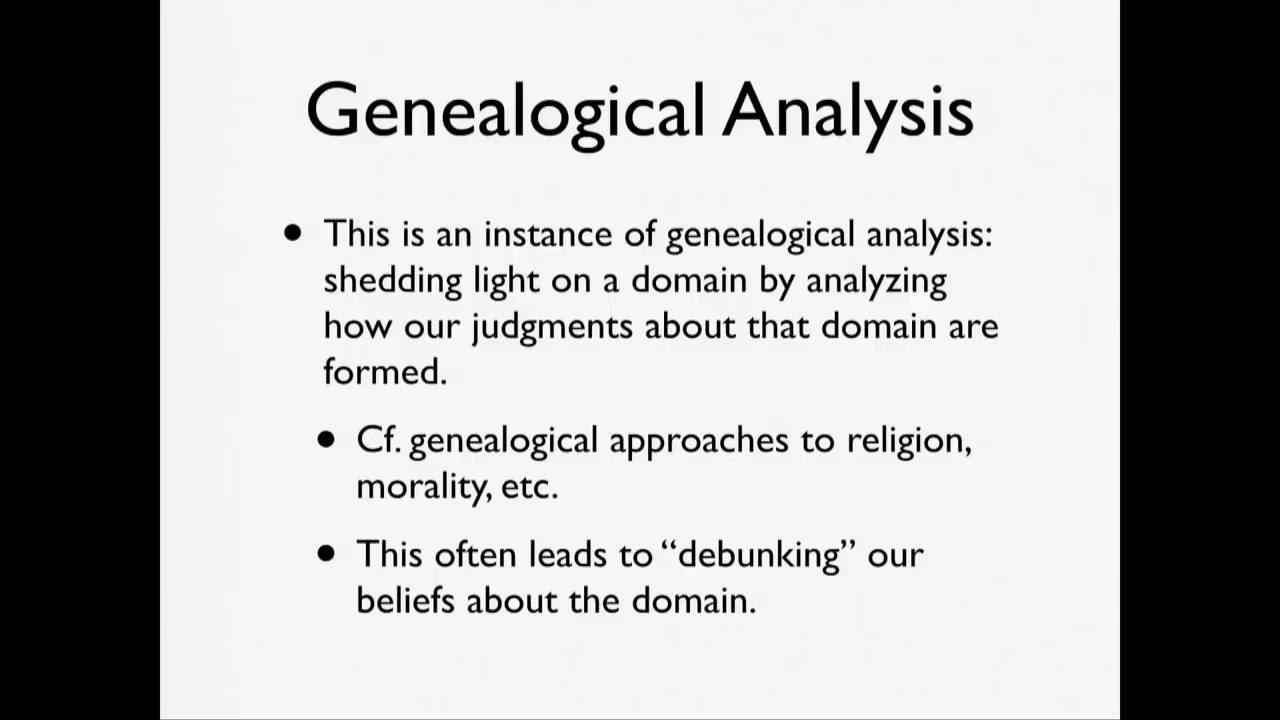 Genealogical Analysis
• This is an instance of genealogical analysis:
shedding light on a domain by analyzing
how our judgments about that domain are
formed.
• Cf. genealogical approaches to religion,
morality, etc.
• This often leads to “debunking” our
beliefs about the domain.